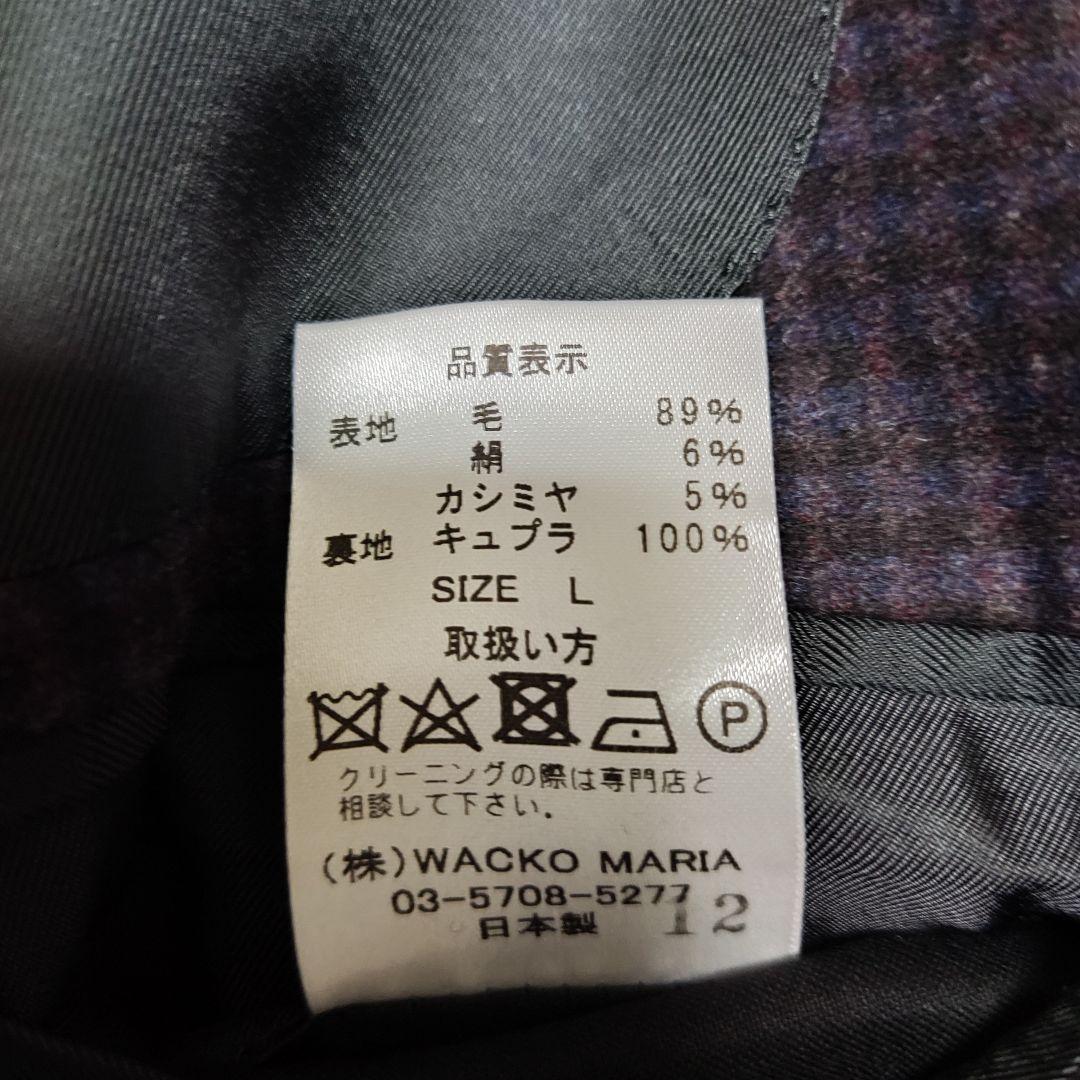 品質表示
表地 毛 89%
絹 6%
カシミヤ 5%
裏地 キュプラ 100%
SIZE L
取扱い方
P
クリーニングの際は専門店と
相談して下さい.
(株)WACKO MARIA
03-5708-5277
日本製 12